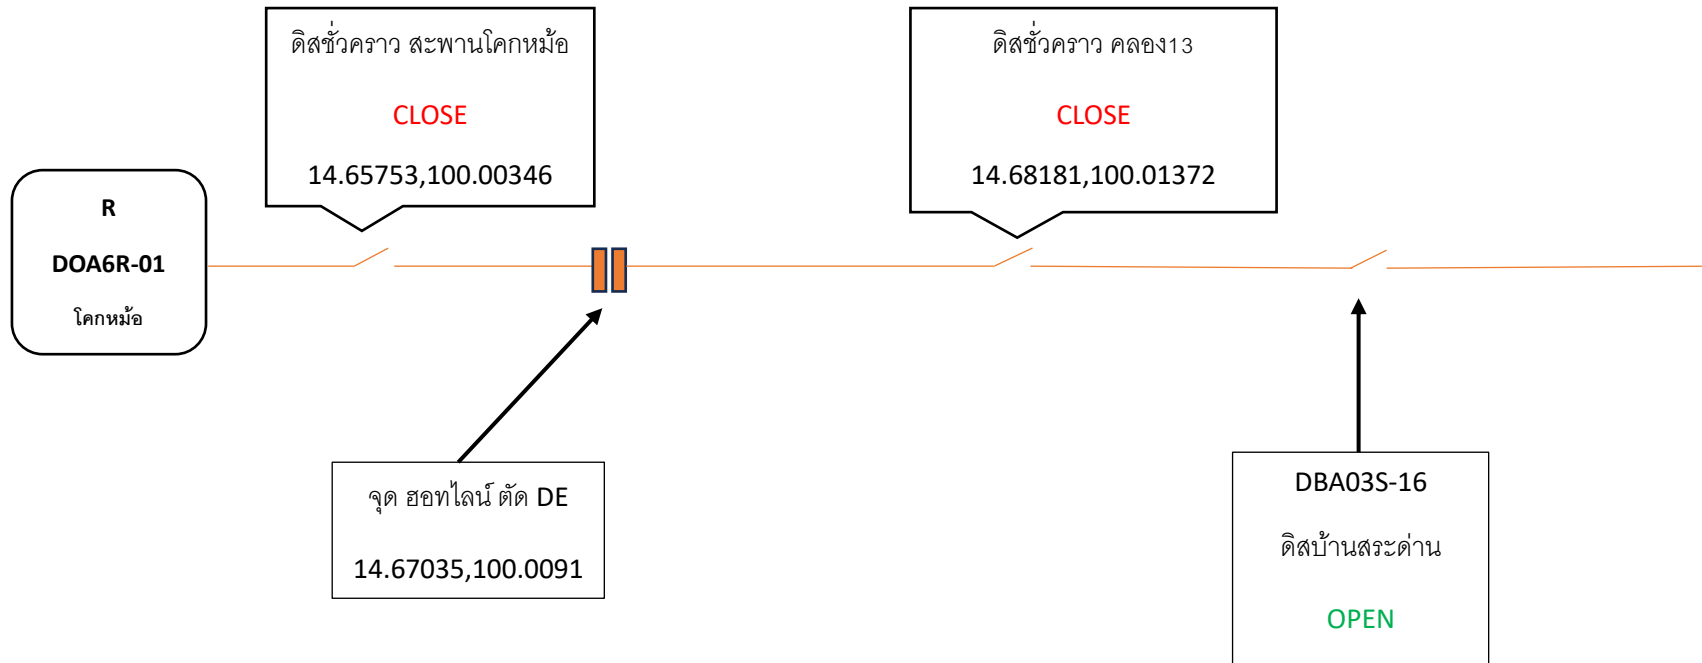 ดิสชั่วคราว สะพานโคกหม้อ
CLOSE
14.65753,100.00346
ดิสชั่วคราว คลอง13
CLOSE
14.68181,100.01372
R
DOA6R-01
โคกหม้อ
จุด ฮอทไลน์ ตัด DE
14.67035,100.0091
DBA03S-16
ดิสบ้านสระด่าน
OPEN